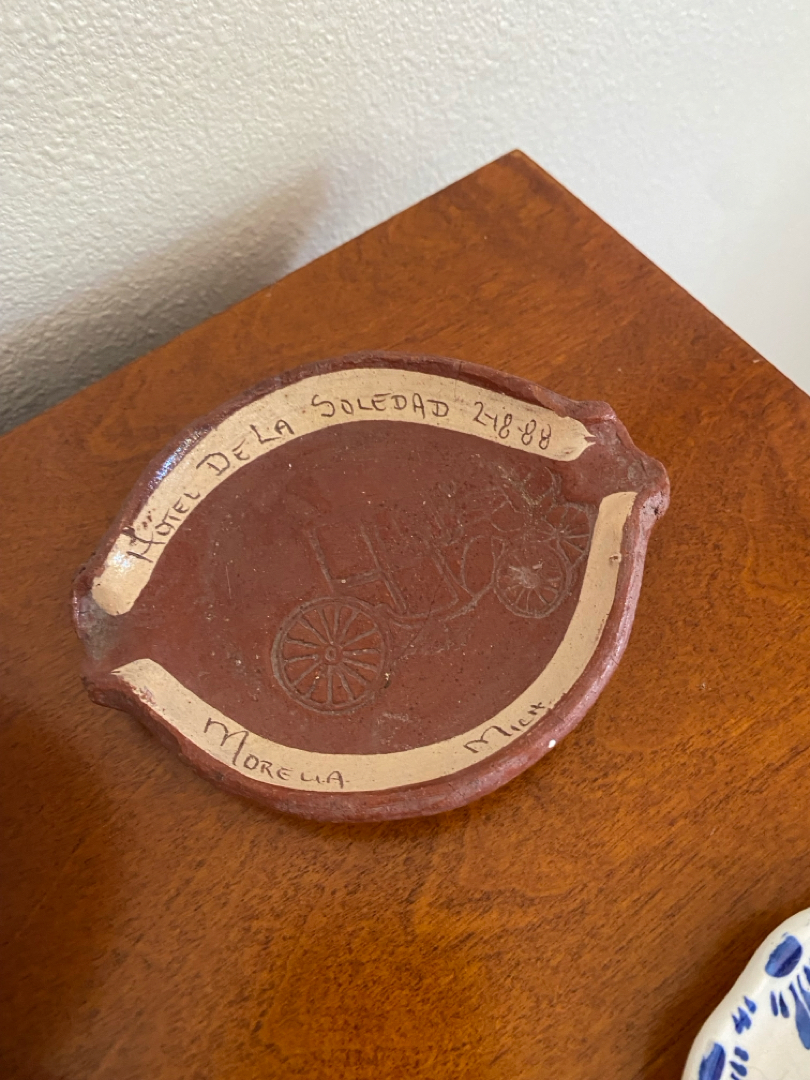 HOTEL DE LA SOLEDAD 2-18-88
MORELIA MICH